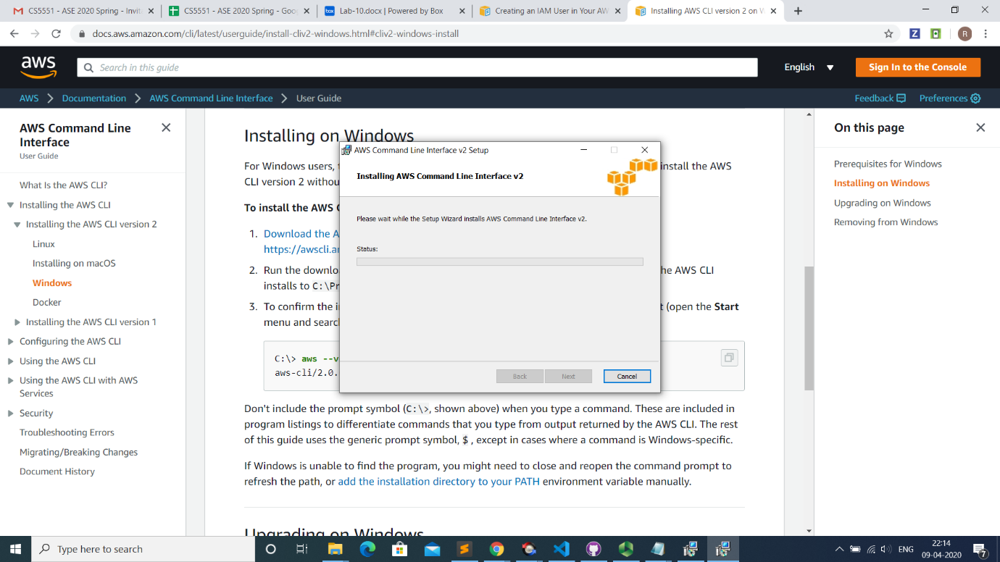 CS5551 - ASE 2020 Spring - Invit
CS5551 - ASE 2020 Spring - Goo
Lab-10.docx | Powered by Box
Creating an IAM User in Your AW
Installing AWS CLI version 2 on W
docs.aws.amazon.com/cli/latest/userguide/install-cliv2-windows.html#cliv2-windows-install
Z
R
aws
Search in this guide
English
Sign In to the Console
AWS
Documentation
AWS Command Line Interface
User Guide
Feedback
Preferences
AWS Command Line
Interface
User Guide
What Is the AWS CLI?
Installing the AWS CLI
Installing the AWS CLI version 2
Linux
Installing on macOS
Windows
Docker
Installing the AWS CLI version 1
Configuring the AWS CLI
Using the AWS CLI
Using the AWS CLI with AWS
Services
Security
Troubleshooting Errors
Migrating/Breaking Changes
Document History
Installing on Windows
For Windows users, install the AWS
CLI version 2 withou
To install the AWS C
1. Download the A
https://awscli.a
2. Run the downlo he AWS CLI
installs to C:\Pr
3. To confirm the i t (open the Start
menu and searc
C:\> aws --v
aws-cli/2.0.
Don't include the prompt symbol (C:\>, shown above) when you type a command. These are included in
program listings to differentiate commands that you type from output returned by the AWS CLI. The rest
of this guide uses the generic prompt symbol, $ , except in cases where a command is Windows-specific.
If Windows is unable to find the program, you might need to close and reopen the command prompt to
refresh the path, or add the installation directory to your PATH environment variable manually.
Upgrading on Windows
AWS Command Line Interface v2 Setup
Installing AWS Command Line Interface v2
Please wait while the Setup Wizard installs AWS Command Line Interface v2.
Status:
Back
Next
Cancel
On this page
Prerequisites for Windows
Installing on Windows
Upgrading on Windows
Removing from Windows
Type here to search
ENG
22:14
09-04-2020
7